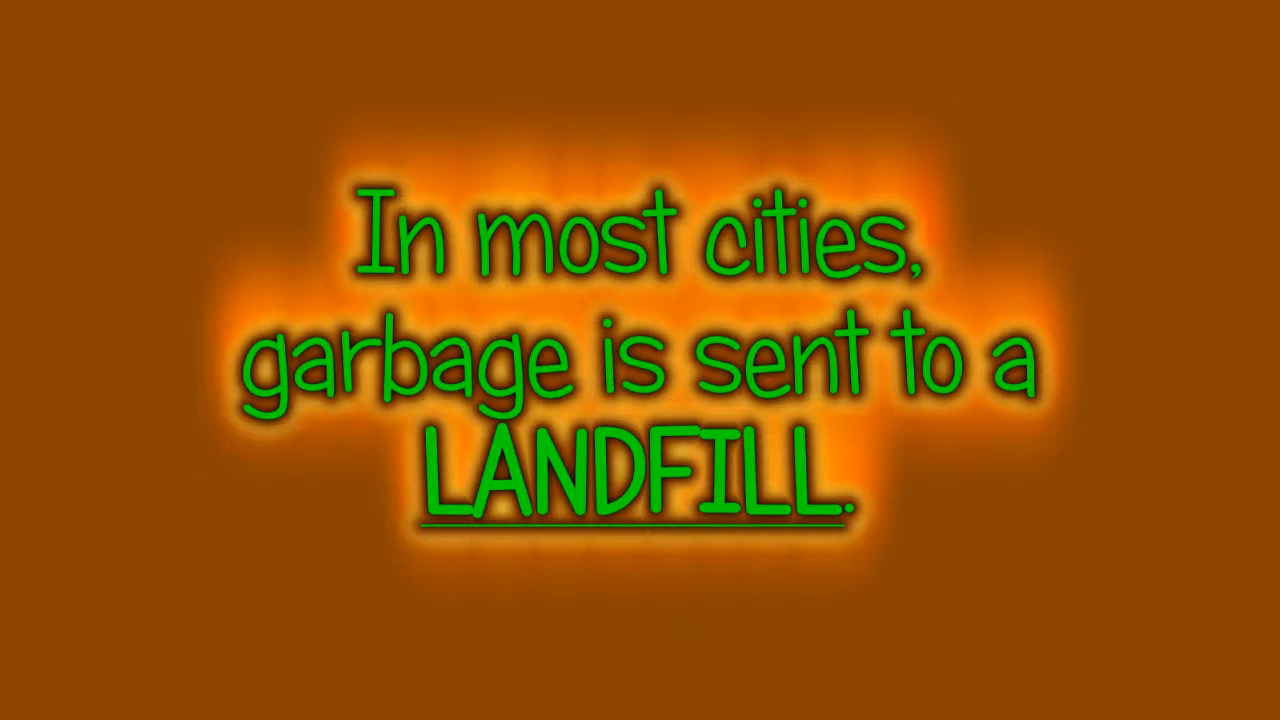 In most cities,
garbage is sent to a
LANDFILL.